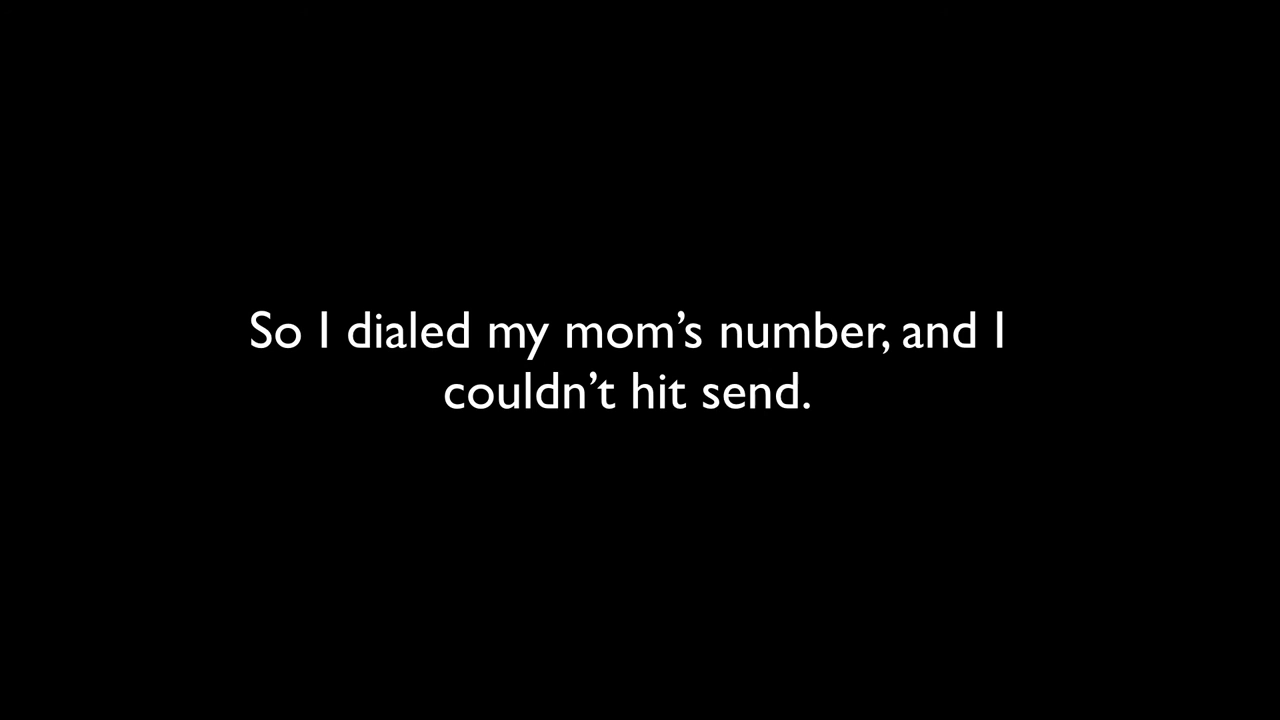 So I dialed my mom’s number, and I
couldn’t hit send.